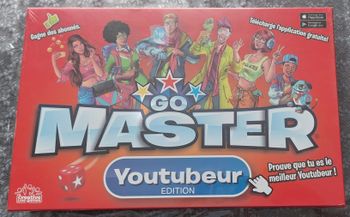 Gagne des abonnés.
Télécharge l'application gratuite!
GO
MASTER
Youtubeur
EDITION
Prouve que tu es le
meilleur Youtubeur !